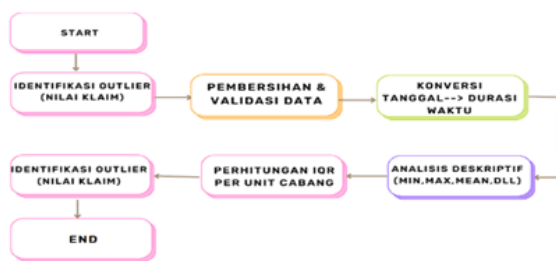 START
IDENTIFIKASI OUTLIER
(NILAI KLAIM)
PEMBERSIHAN &
VALIDASI DATA
KONVERSI
TANGGAL--> DURASI
WAKTU
ANALISIS DESKRIPTIF
(MIN,MAX,MEAN,DLL)
PERHITUNGAN IQR
PER UNIT CABANG
IDENTIFIKASI OUTLIER
(NILAI KLAIM)
END